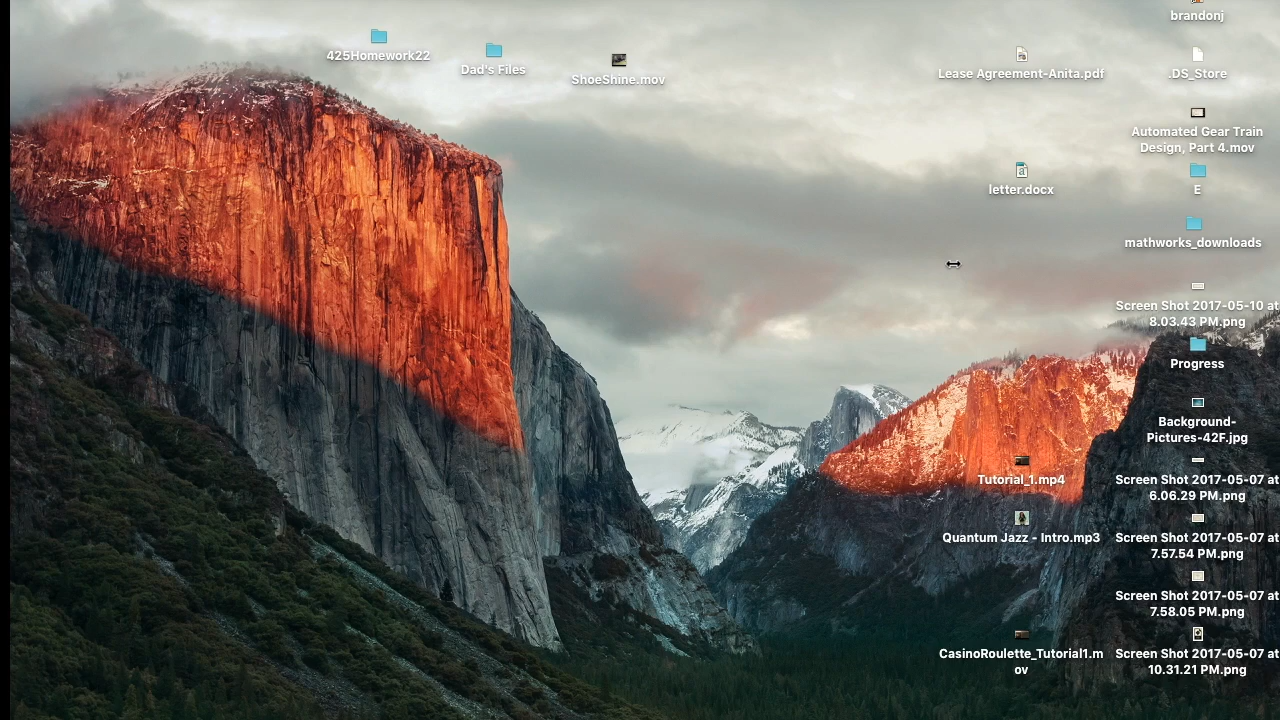 425Homework22
Dad's Files
ShoeShine.mov
Lease Agreement-Anita.pdf
letter.docx
Tutorial_1.mp4
Quantum Jazz - Intro.mp3
CasinoRoulette_Tutorial1.m
ov
brandonj
.DS_Store
Automated Gear Train
Design, Part 4.mov
E
mathworks_downloads
Screen Shot 2017-05-10 at
8.03.43 PM.png
Progress
Background-
Pictures-42F.jpg
Screen Shot 2017-05-07 at
6.06.29 PM.png
Screen Shot 2017-05-07 at
7.57.54 PM.png
Screen Shot 2017-05-07 at
7.58.05 PM.png
Screen Shot 2017-05-07 at
10.31.21 PM.png